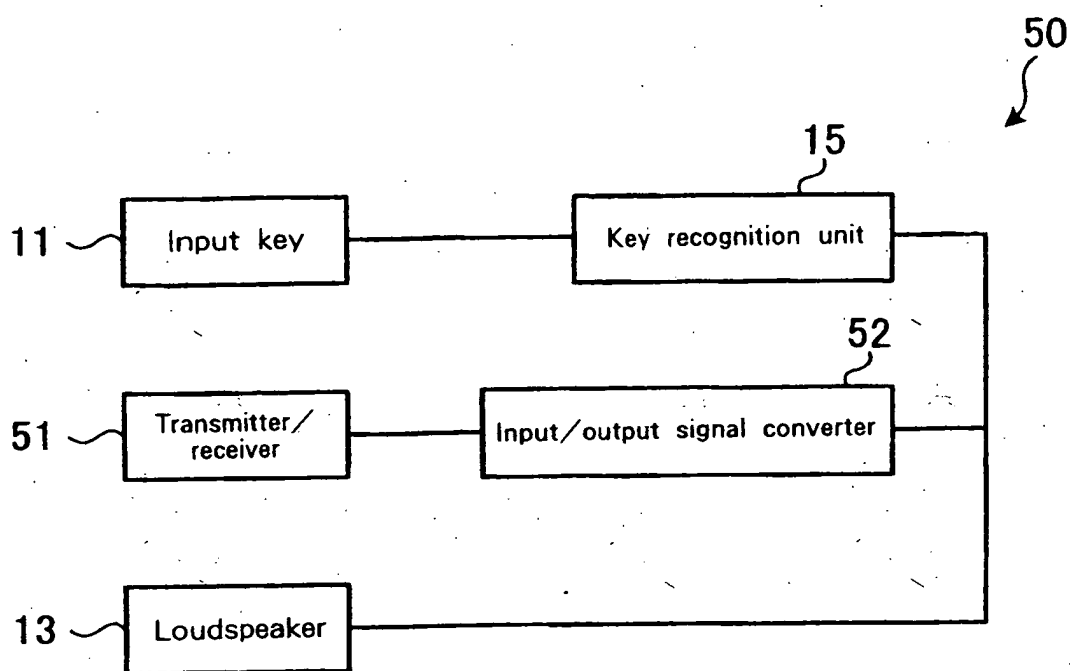 50
15
11
Input key
Key recognition unit
52
51
Transmitter/
receiver
Input/output signal converter
13
Loudspeaker